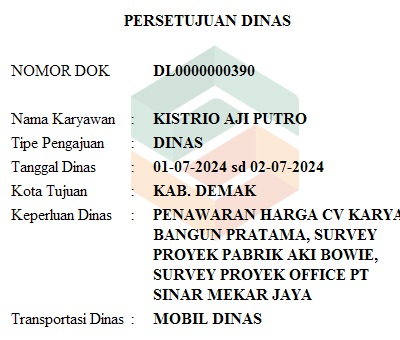 PERSETUJUAN DINAS
NOMOR DOK DL0000000390
Nama Karyawan : KISTRIO AJI PUTRO
Tipe Pengajuan : DINAS
Tanggal Dinas : 01-07-2024 sd 02-07-2024
Kota Tujuan : KAB. DEMAK
Keperluan Dinas : PENAWARAN HARGA CV KARYA
BANGUN PRATAMA, SURVEY
PROYEK PABRIK AKI BOWIE,
SURVEY PROYEK OFFICE PT
SINAR MEKAR JAYA
Transportasi Dinas : MOBIL DINAS